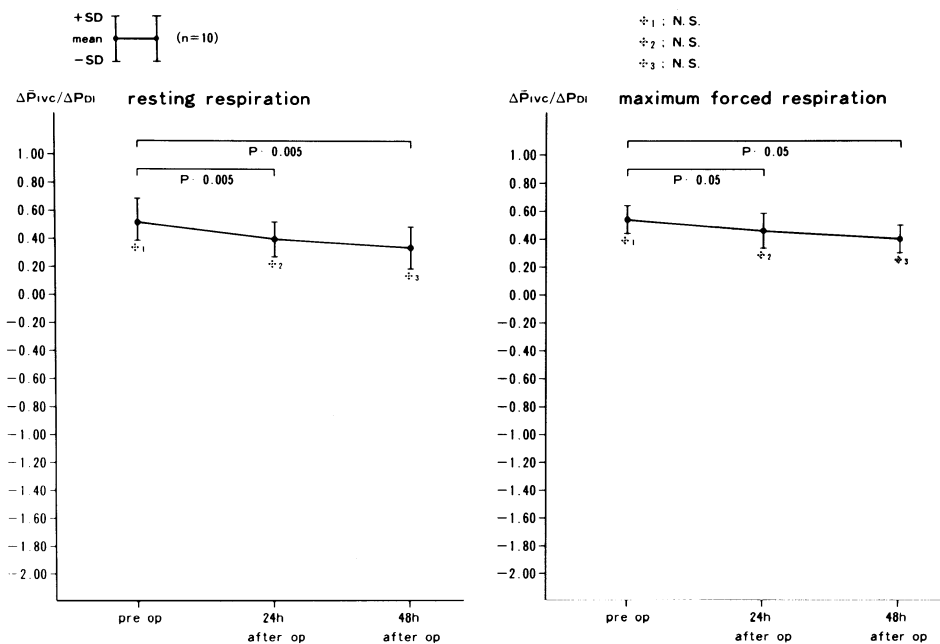 +SD
mean
−SD
(n=10)
⁜1 ; N.S.
⁜2 ; N.S.
⁜3 ; N.S.
ΔP̄IVC/ΔPDI resting respiration
P· 0.005
P· 0.005
1.00
0.80
0.60
0.40
0.20
0.00
−0.20
−0.40
−0.60
−0.80
−1.00
−1.20
−1.40
−1.60
−1.80
−2.00
⁜1
⁜2
⁜3
pre op
24h
after op
48h
after op
ΔP̄IVC/ΔPDI maximum forced respiration
P· 0.05
P· 0.05
1.00
0.80
0.60
0.40
0.20
0.00
−0.20
−0.40
−0.60
−0.80
−1.00
−1.20
−1.40
−1.60
−1.80
−2.00
⁜1
⁜2
⁜3
pre op
24h
after op
48h
after op